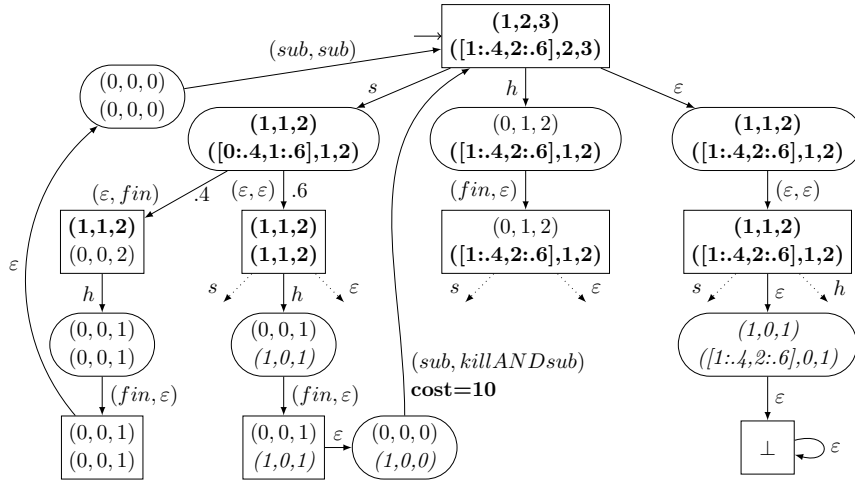 (1,2,3)
([1:.4,2:.6],2,3)
(sub, sub)
(0, 0, 0)
(0, 0, 0)
s
h
ε
(1,1,2)
([0:.4,1:.6],1,2)
(0, 1, 2)
([1:.4,2:.6],1,2)
(1,1,2)
([1:.4,2:.6],1,2)
(ε, fin)
.4
(ε, ε)
.6
(fin, ε)
(ε, ε)
(1,1,2)
(0, 0, 2)
(1,1,2)
(1,1,2)
(0, 1, 2)
([1:.4,2:.6],1,2)
(1,1,2)
([1:.4,2:.6],1,2)
ε
h
s
h
ε
s
ε
s
ε
h
(0, 0, 1)
(0, 0, 1)
(0, 0, 1)
(1,0,1)
(1,0,1)
([1:.4,2:.6],0,1)
(sub, killANDsub)
cost=10
(fin, ε)
(fin, ε)
ε
(0, 0, 1)
(0, 0, 1)
(0, 0, 1)
(1,0,1)
ε
(0, 0, 0)
(1,0,0)
⊥
ε